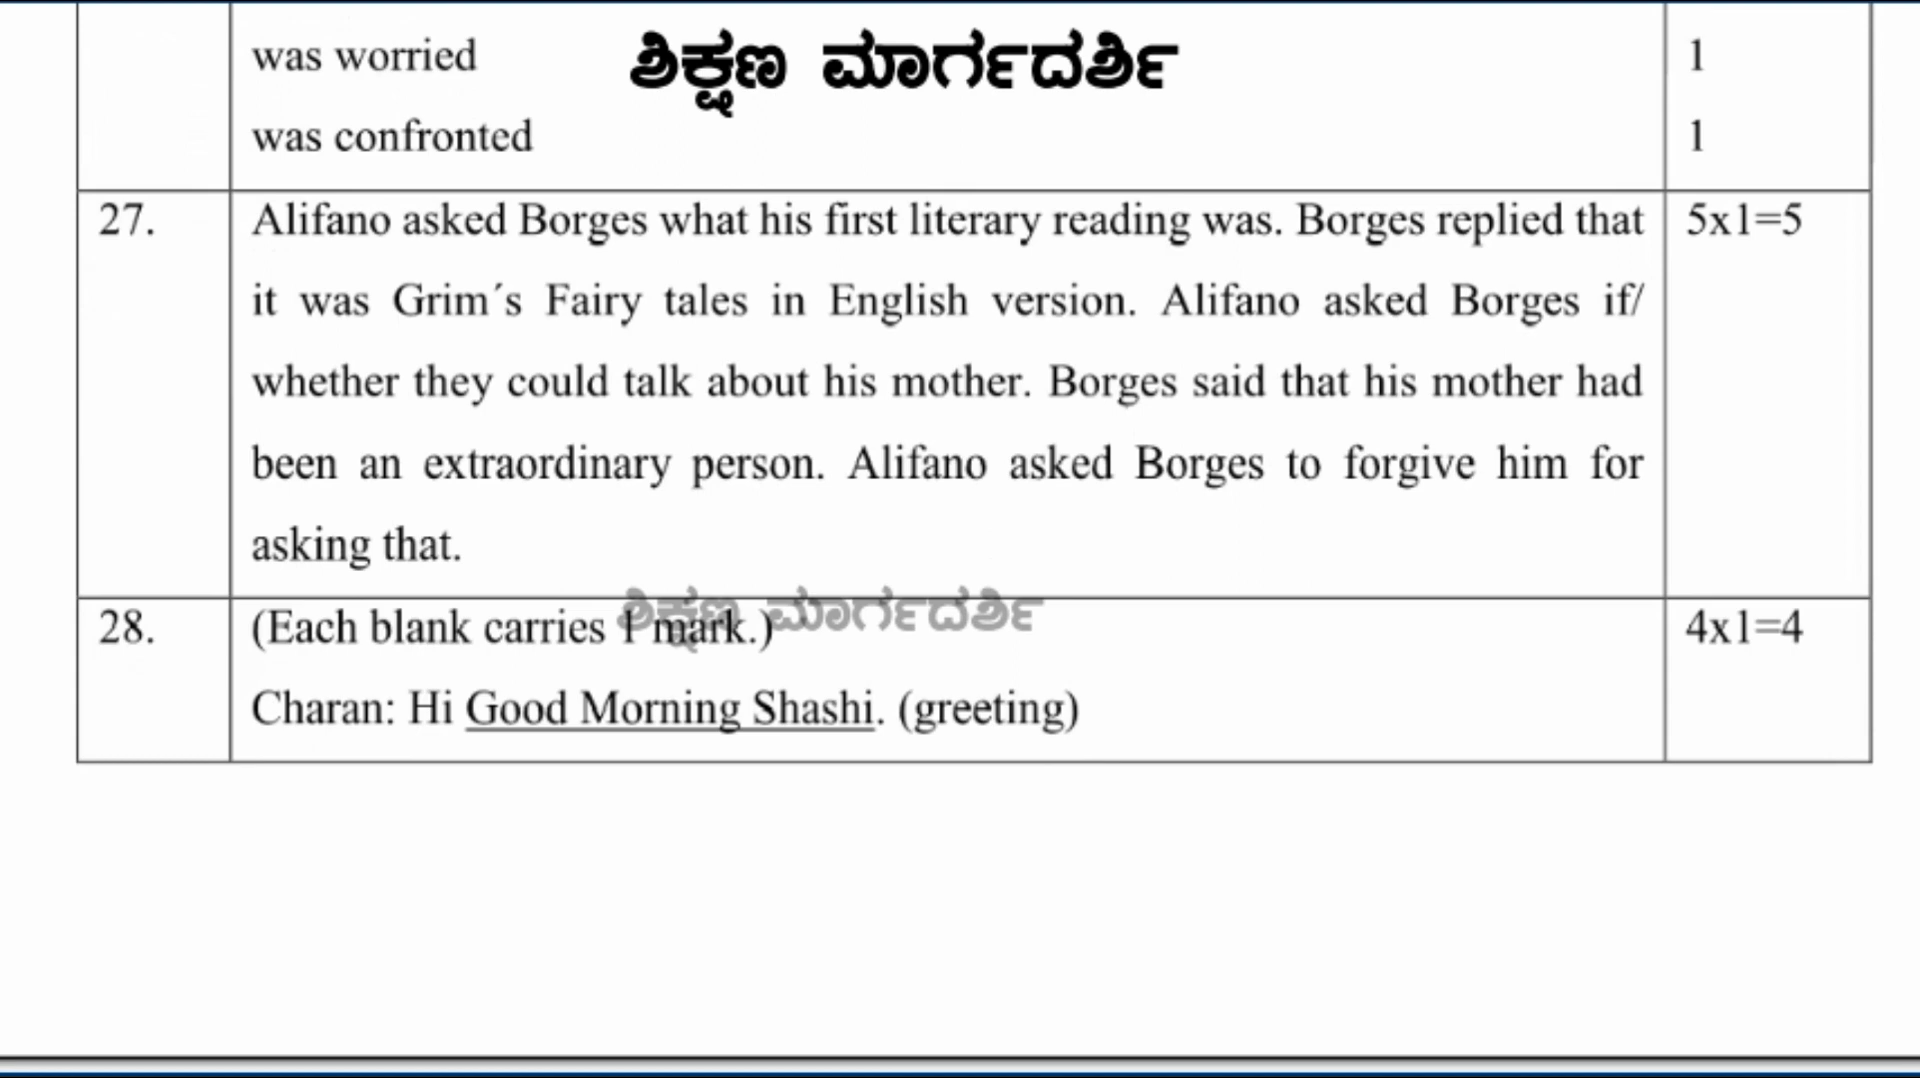 was worried 1
ಶಿಕ್ಷಣ ಮಾರ್ಗದರ್ಶಿ
was confronted 1
27. Alifano asked Borges what his first literary reading was. Borges replied that 5x1=5
it was Grim´s Fairy tales in English version. Alifano asked Borges if/
whether they could talk about his mother. Borges said that his mother had
been an extraordinary person. Alifano asked Borges to forgive him for
asking that.
ಶಿಕ್ಷಣ ಮಾರ್ಗದರ್ಶಿ
28. (Each blank carries 1 mark.) 4x1=4
Charan: Hi Good Morning Shashi. (greeting)